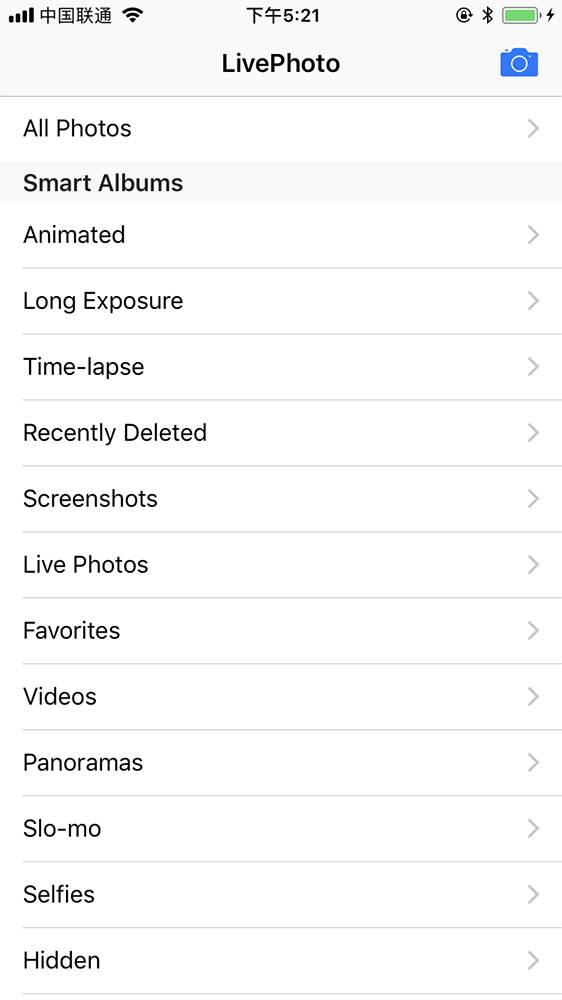 中国联通 下午5:21
LivePhoto
All Photos
Smart Albums
Animated
Long Exposure
Time-lapse
Recently Deleted
Screenshots
Live Photos
Favorites
Videos
Panoramas
Slo-mo
Selfies
Hidden